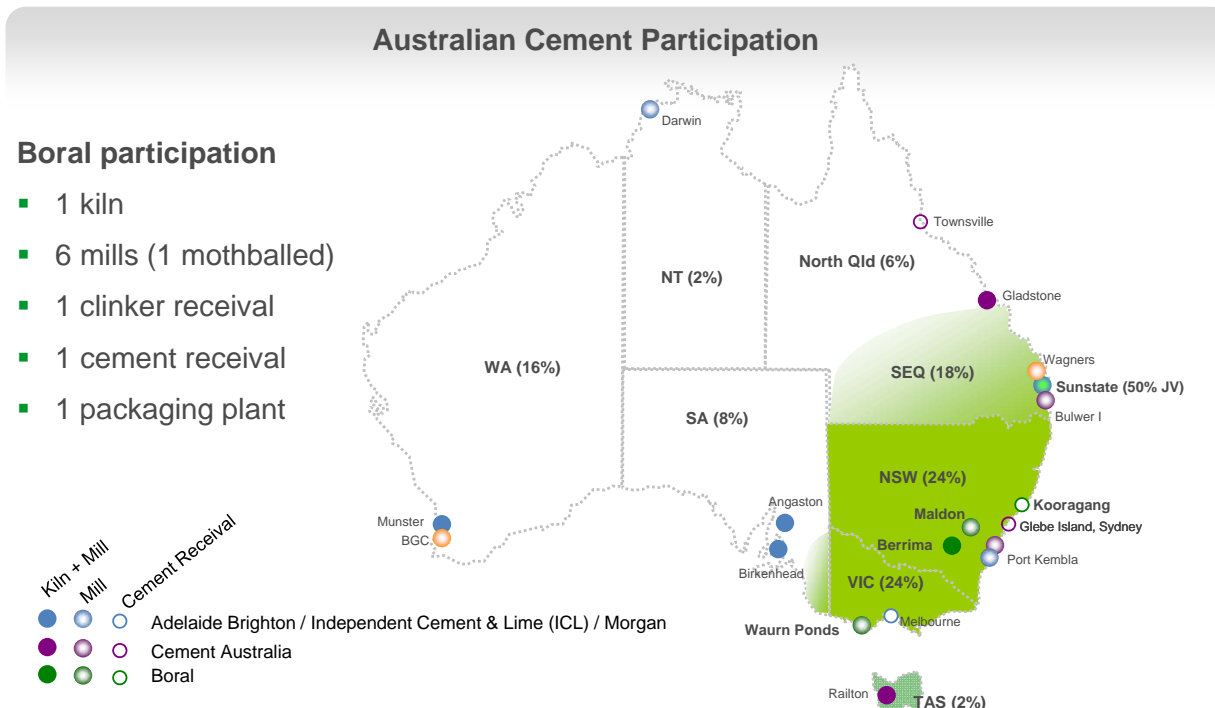 Australian Cement Participation
Boral participation
▪ 1 kiln
▪ 6 mills (1 mothballed)
▪ 1 clinker receival
▪ 1 cement receival
▪ 1 packaging plant
Darwin
Townsville
North Qld (6%)
NT (2%)
Gladstone
WA (16%)
SEQ (18%)
Wagners
Sunstate (50% JV)
Bulwer I
SA (8%)
NSW (24%)
Angaston
Kooragang
Maldon
Glebe Island, Sydney
Munster
BGC
Berrima
Port Kembla
Birkenhead
VIC (24%)
Waurn Ponds
Melbourne
Railton
TAS (2%)
Kiln + Mill
Mill
Cement Receival
Adelaide Brighton / Independent Cement & Lime (ICL) / Morgan
Cement Australia
Boral